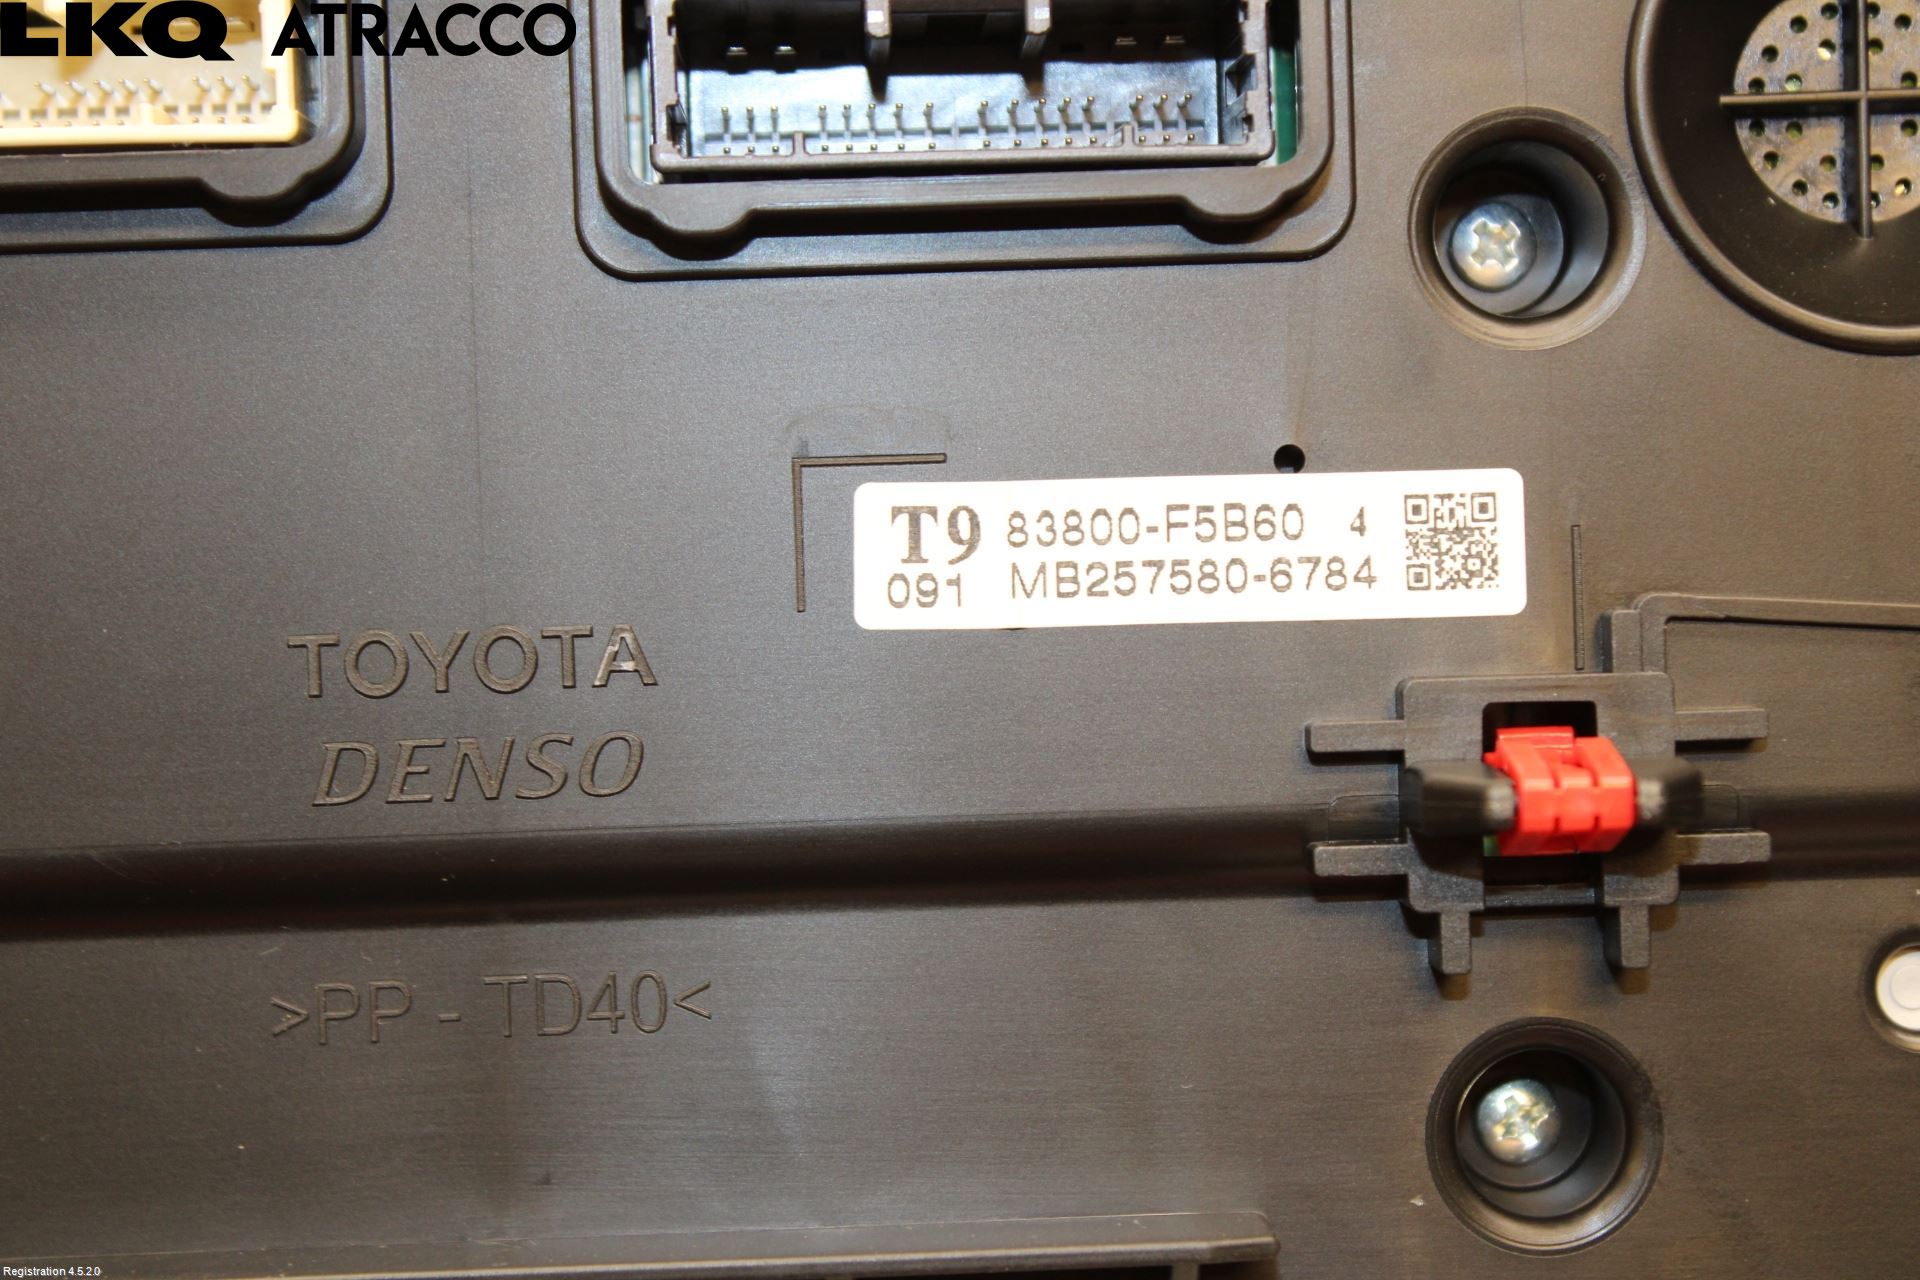 LKQ ATRACCO
T9 83800-F5B60 4
091 MB257580-6784
TOYOTA
DENSO
>PP - TD40<
Registration 4.5.2.0